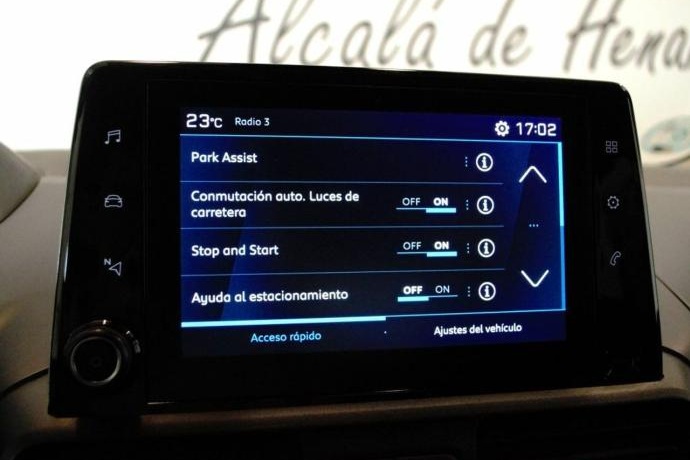 Alcalá de Hena
23°C Radio 3 17:02
Park Assist
Conmutación auto. Luces de
carretera
OFF ON
Stop and Start
OFF ON
Ayuda al estacionamiento
OFF ON
Acceso rápido
Ajustes del vehículo
N